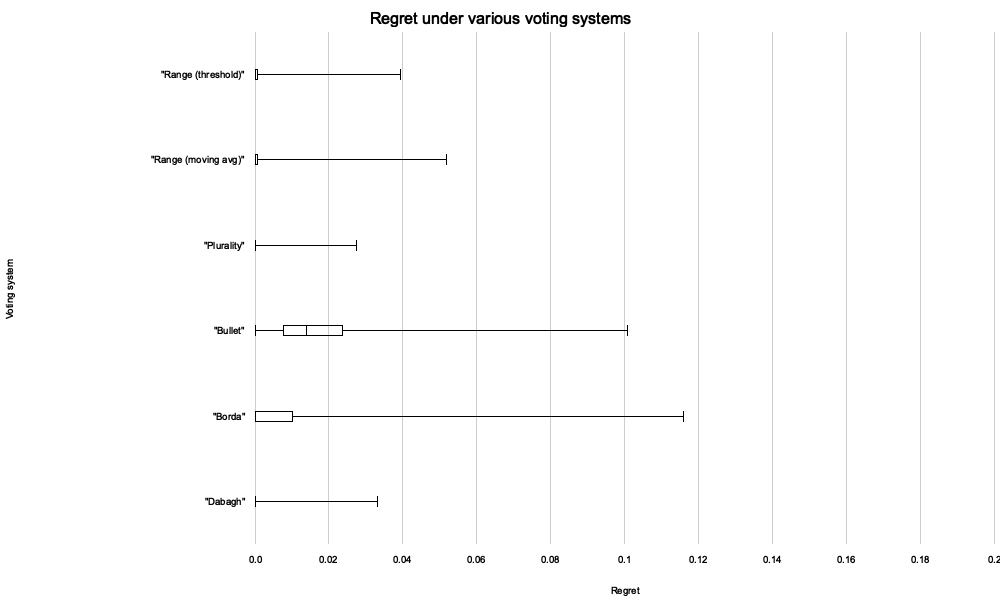 Regret under various voting systems
"Range (threshold)"
"Range (moving avg)"
"Plurality"
Voting system
"Bullet"
"Borda"
"Dabagh"
0.0 0.02 0.04 0.06 0.08 0.1 0.12 0.14 0.16 0.18 0.2
Regret